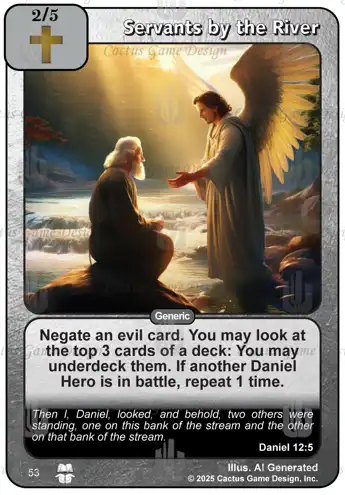 2/5
Servants by the River
Cactus Game Design
Generic
Negate an evil card. You may look at
the top 3 cards of a deck: You may
underdeck them. If another Daniel
Hero is in battle, repeat 1 time.
Then I, Daniel, looked, and behold, two others were
standing, one on this bank of the stream and the other
on that bank of the stream.
Daniel 12:5
53
Illus. AI Generated
© 2025 Cactus Game Design, Inc.